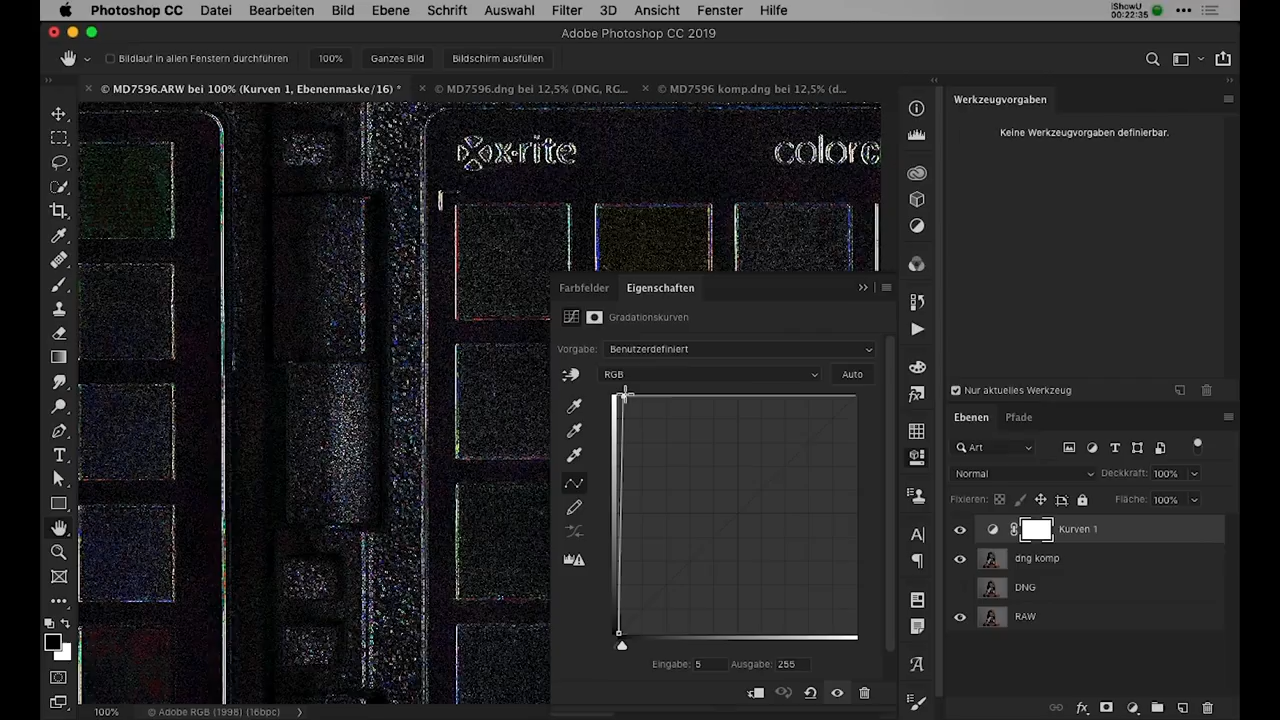 Photoshop CC Datei Bearbeiten Bild Ebene Schrift Auswahl Filter 3D Ansicht Fenster Hilfe
iShowU
00:22:35
Adobe Photoshop CC 2019
Bildlauf in allen Fenstern durchführen 100% Ganzes Bild Bildschirm ausfüllen
© MD7596.ARW bei 100% (Kurven 1, Ebenenmaske/16) *
© MD7596.dng bei 12,5% (DNG, RG...
© MD7596 komp.dng bei 12,5% (d...
Werkzeugvorgaben
Keine Werkzeugvorgaben definierbar.
x-rite
colorc
Farbfelder Eigenschaften
Gradationskurven
Vorgabe: Benutzerdefiniert
RGB Auto
Eingabe: 5 Ausgabe: 255
Nur aktuelles Werkzeug
Ebenen Pfade
Art
Normal Deckkraft: 100%
Fixieren: Fläche: 100%
Kurven 1
dng komp
DNG
RAW
100% © Adobe RGB (1998) (16bpc)